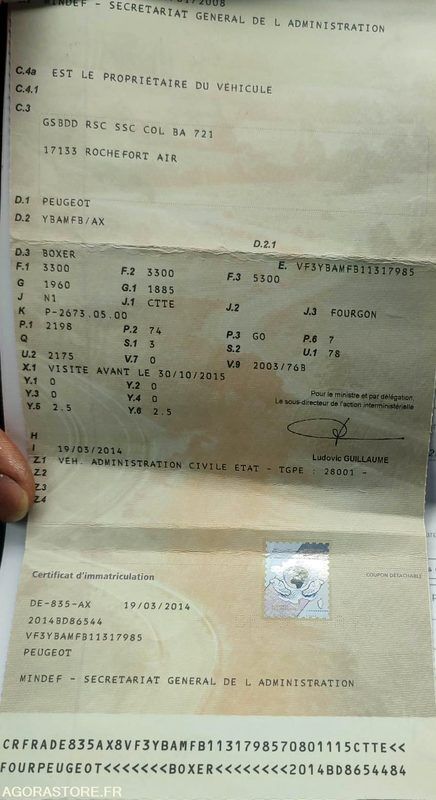 MINDEF - SECRETARIAT GENERAL DE L ADMINISTRATION
C.4a EST LE PROPRIÉTAIRE DU VÉHICULE
C.4.1
C.3
GSBDD RSC SSC COL BA 721
17133 ROCHEFORT AIR
D.1 PEUGEOT
D.2 YBAMFB/AX
D.2.1
D.3 BOXER E. VF3YBAMFB11317985
F.1 3300 F.2 3300 F.3 5300
G 1960 G.1 1885
J N1 J.1 CTTE J.2 J.3 FOURGON
K P-2673.05.00
P.1 2198 P.2 74 P.3 GO P.6 7
Q S.1 3 S.2 U.1 78
U.2 2175 V.7 0 V.9 2003/76B
X.1 VISITE AVANT LE 30/10/2015
Y.1 0 Y.2 0
Y.3 0 Y.4 0
Y.5 2.5 Y.6 2.5
Pour le ministre et par délégation,
Le sous-directeur de l'action interministérielle
Ludovic GUILLAUME
H
I 19/03/2014
Z.1 VÉH. ADMINISTRATION CIVILE ÉTAT - TGPE : 28001 -
Z.2
Z.3
Z.4
Certificat d'immatriculation COUPON DÉTACHABLE
DE-835-AX 19/03/2014
2014BD86544
VF3YBAMFB11317985
PEUGEOT
MINDEF - SECRETARIAT GENERAL DE L ADMINISTRATION
CRFRADE835AX8VF3YBAMFB1131798570801115CTTE<<
FOURPEUGEOT<<<<<<<BOXER<<<<<<<<2014BD8654484
AGORASTORE.FR